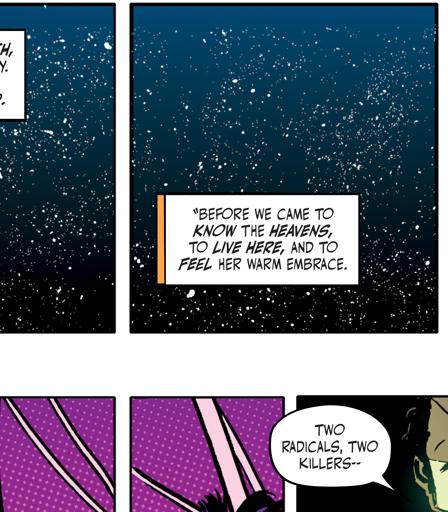 "BEFORE WE CAME TO
KNOW THE HEAVENS,
TO LIVE HERE, AND TO
FEEL HER WARM EMBRACE.
TWO
RADICALS, TWO
KILLERS--